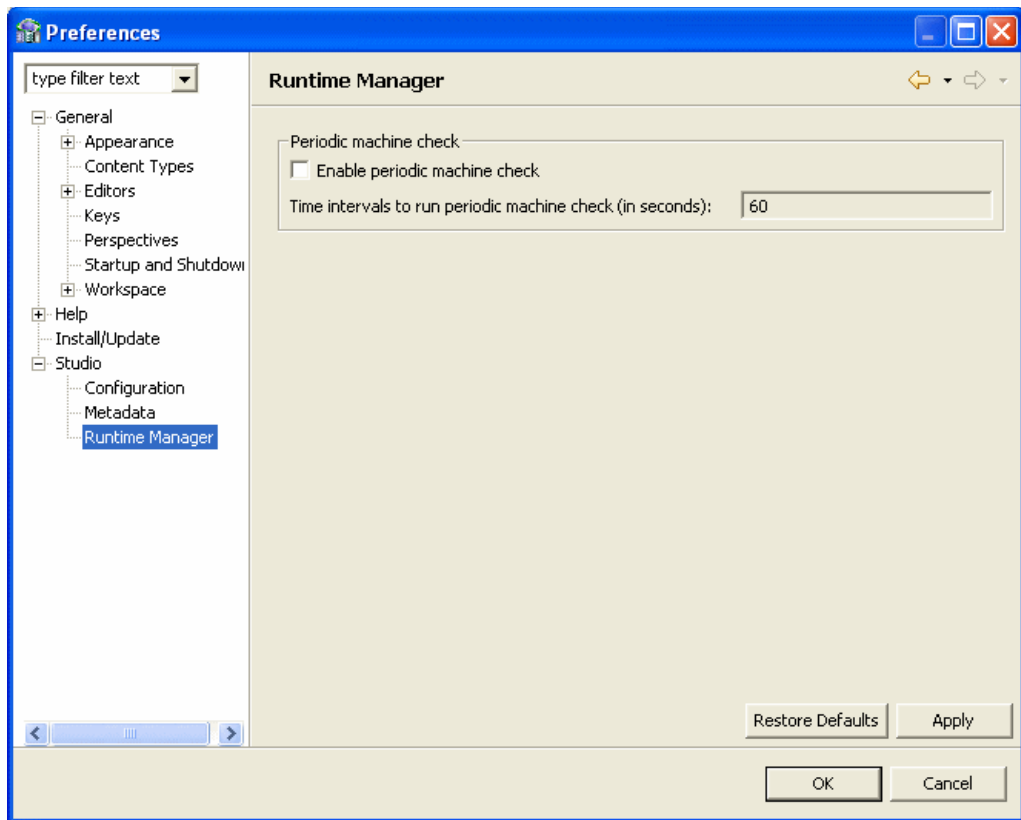 Preferences
type filter text
General
Appearance
Content Types
Editors
Keys
Perspectives
Startup and Shutdown
Workspace
Help
Install/Update
Studio
Configuration
Metadata
Runtime Manager
Runtime Manager
Periodic machine check
Enable periodic machine check
Time intervals to run periodic machine check (in seconds): 60
Restore Defaults Apply
OK Cancel